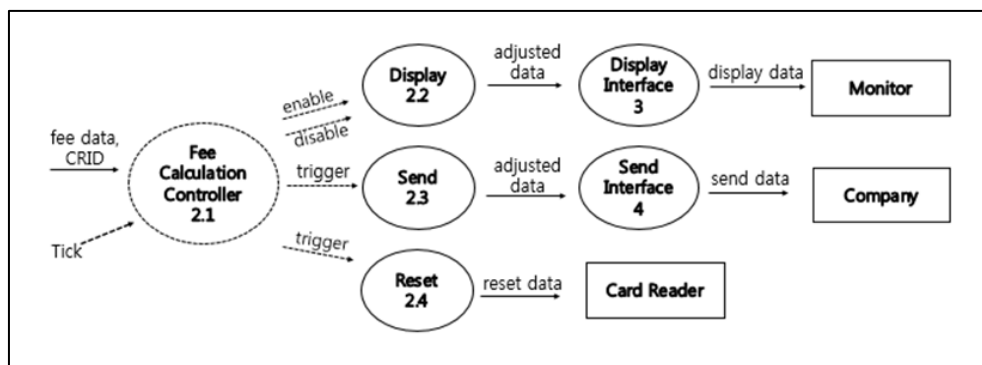 fee data,
CRID
Tick
Fee
Calculation
Controller
2.1
enable
disable
trigger
trigger
Display
2.2
adjusted
data
Display
Interface
3
display data
Monitor
Send
2.3
adjusted
data
Send
Interface
4
send data
Company
Reset
2.4
reset data
Card Reader